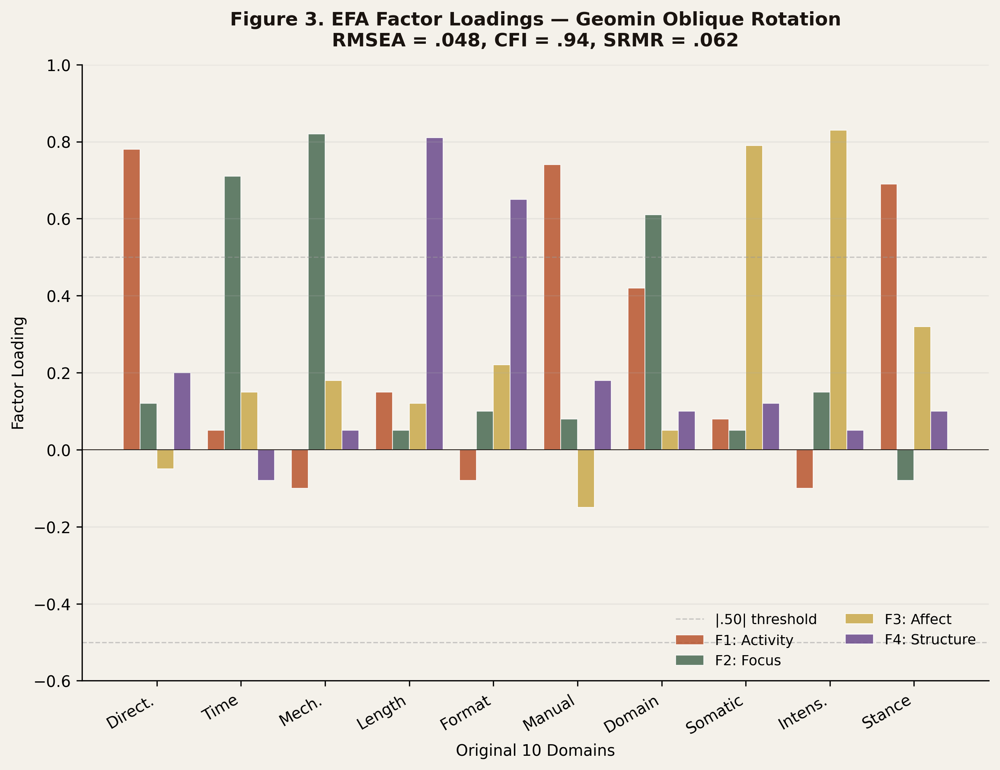 Figure 3. EFA Factor Loadings — Geomin Oblique Rotation
RMSEA = .048, CFI = .94, SRMR = .062
Factor Loading
1.0
0.8
0.6
0.4
0.2
0.0
−0.2
−0.4
−0.6
|.50| threshold
F1: Activity
F2: Focus
F3: Affect
F4: Structure
Direct.
Time
Mech.
Length
Format
Manual
Domain
Somatic
Intens.
Stance
Original 10 Domains